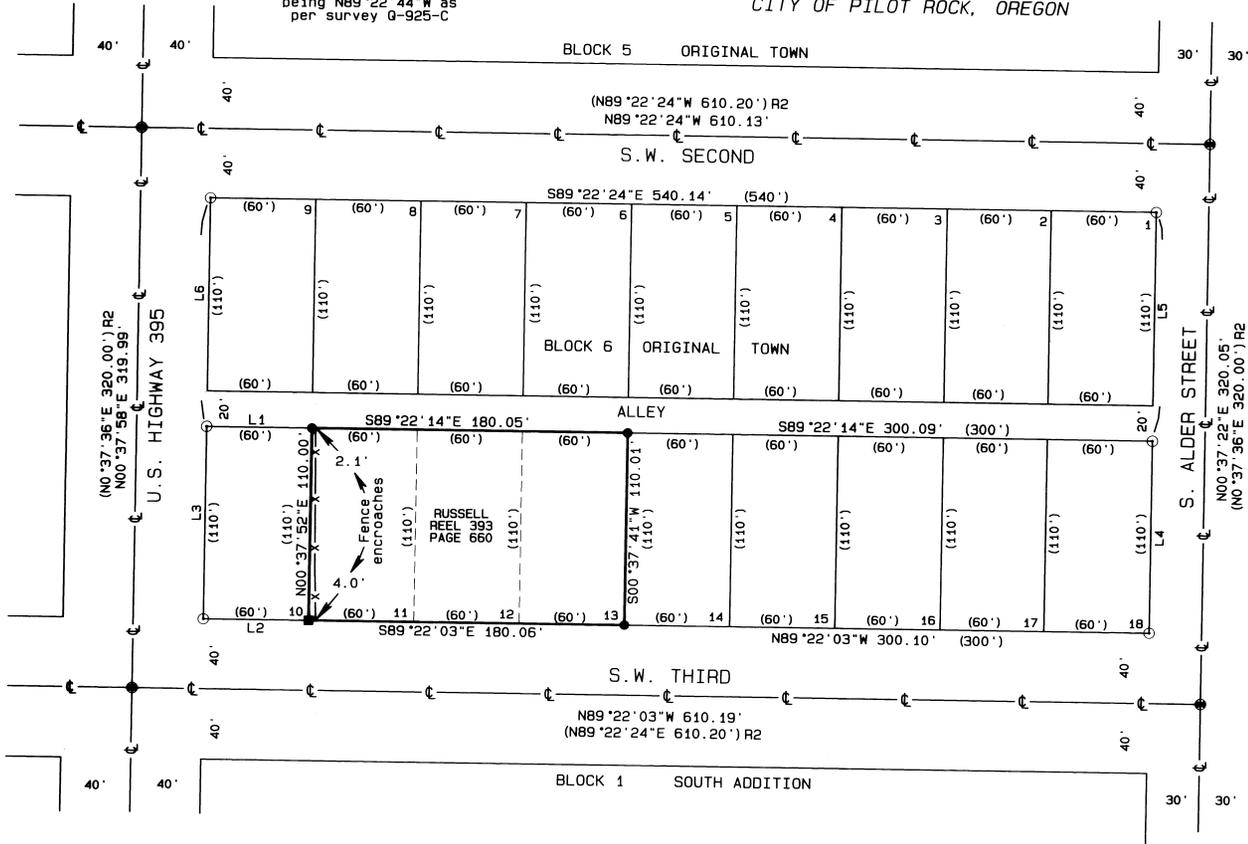 being N89°22'44"W as
per survey Q-925-C
CITY OF PILOT ROCK, OREGON
40' 40'
BLOCK 5 ORIGINAL TOWN
30' 30'
40'
(N89°22'24"W 610.20')R2
40'
N89°22'24"W 610.13'
S.W. SECOND
40'
40'
S89°22'24"E 540.14' (540')
(60') 9 (60') 8 (60') 7 (60') 6 (60') 5 (60') 4 (60') 3 (60') 2 (60') 1
L6
(110') (110') (110') (110') (110') (110') (110') (110') (110') (110')
L5
(N0°37'36"E 320.00')R2
N00°37'58"E 319.99'
U.S. HIGHWAY 395
BLOCK 6 ORIGINAL TOWN
S. ALDER STREET
N00°37'22"E 320.05'
(N0°37'36"E 320.00')R2
(60') (60') (60') (60') (60') (60') (60') (60') (60')
20'
ALLEY
20'
L1
S89°22'14"E 180.05'
S89°22'14"E 300.09' (300')
(60') (60') (60') (60') (60') (60') (60') (60') (60')
2.1'
L3
(110') (110')
N00°37'52"E 110.00'
X
X
X
X
Fence
encroaches
(110')
RUSSELL
REEL 393
PAGE 660
(110')
S00°37'41"W 110.01'
(110') (110') (110') (110') (110')
L4
4.0'
(60') 10 (60') 11 (60') 12 (60') 13 (60') 14 (60') 15 (60') 16 (60') 17 (60') 18
L2
S89°22'03"E 180.06'
N89°22'03"W 300.10' (300')
40'
40'
S.W. THIRD
N89°22'03"W 610.19'
40'
(N89°22'24"E 610.20')R2
40'
40' 40'
BLOCK 1 SOUTH ADDITION
30' 30'